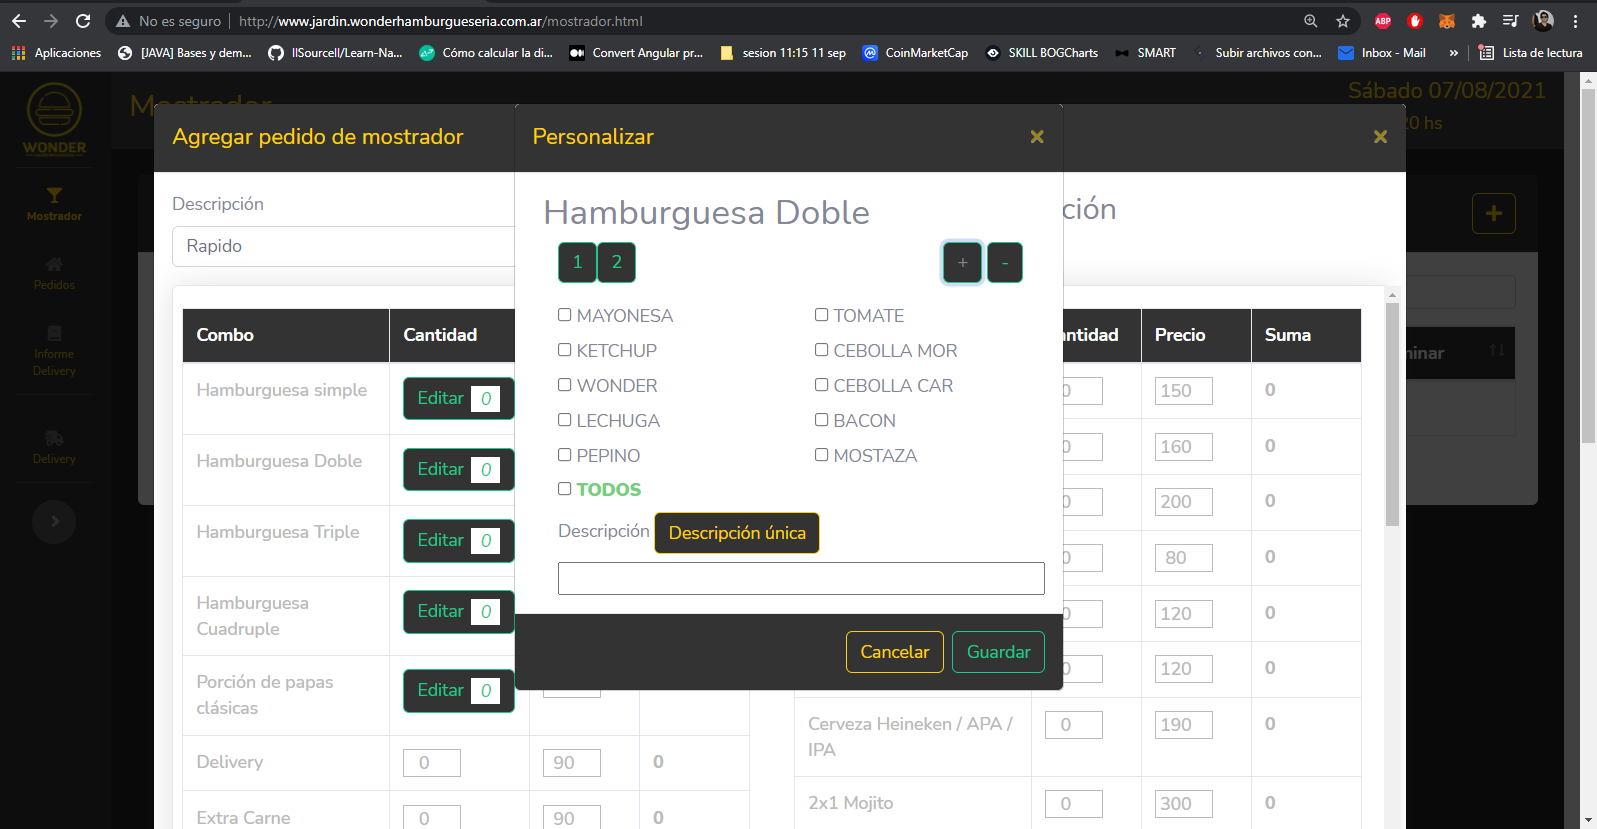 No es seguro | http://www.jardin.wonderhamburgueseria.com.ar/mostrador.html
ABP
Aplicaciones
[JAVA] Bases y dem...
llSourcell/Learn-Na...
Cómo calcular la di...
Convert Angular pr...
sesion 11:15 11 sep
CoinMarketCap
SKILL BOGCharts
SMART
Subir archivos con...
Inbox - Mail
»
Lista de lectura
WONDER
Mostrador
Pedidos
Informe
Delivery
Delivery
Mostrador
Sábado 07/08/2021
20 hs
minar
Agregar pedido de mostrador
×
Descripción
Rapido
ción
Combo
Cantidad
Hamburguesa simple
Editar 0
Hamburguesa Doble
Editar 0
Hamburguesa Triple
Editar 0
Hamburguesa
Cuadruple
Editar 0
Porción de papas
clásicas
Editar 0
Delivery
0
90
0
Extra Carne
0
90
0
ntidad
Precio
Suma
0
150
0
160
0
0
200
0
0
80
0
0
120
0
0
120
0
Cerveza Heineken / APA /
IPA
0
190
0
2x1 Mojito
0
300
0
Personalizar
×
Hamburguesa Doble
1
2
+
-
MAYONESA
TOMATE
KETCHUP
CEBOLLA MOR
WONDER
CEBOLLA CAR
LECHUGA
BACON
PEPINO
MOSTAZA
TODOS
Descripción
Descripción única
Cancelar
Guardar